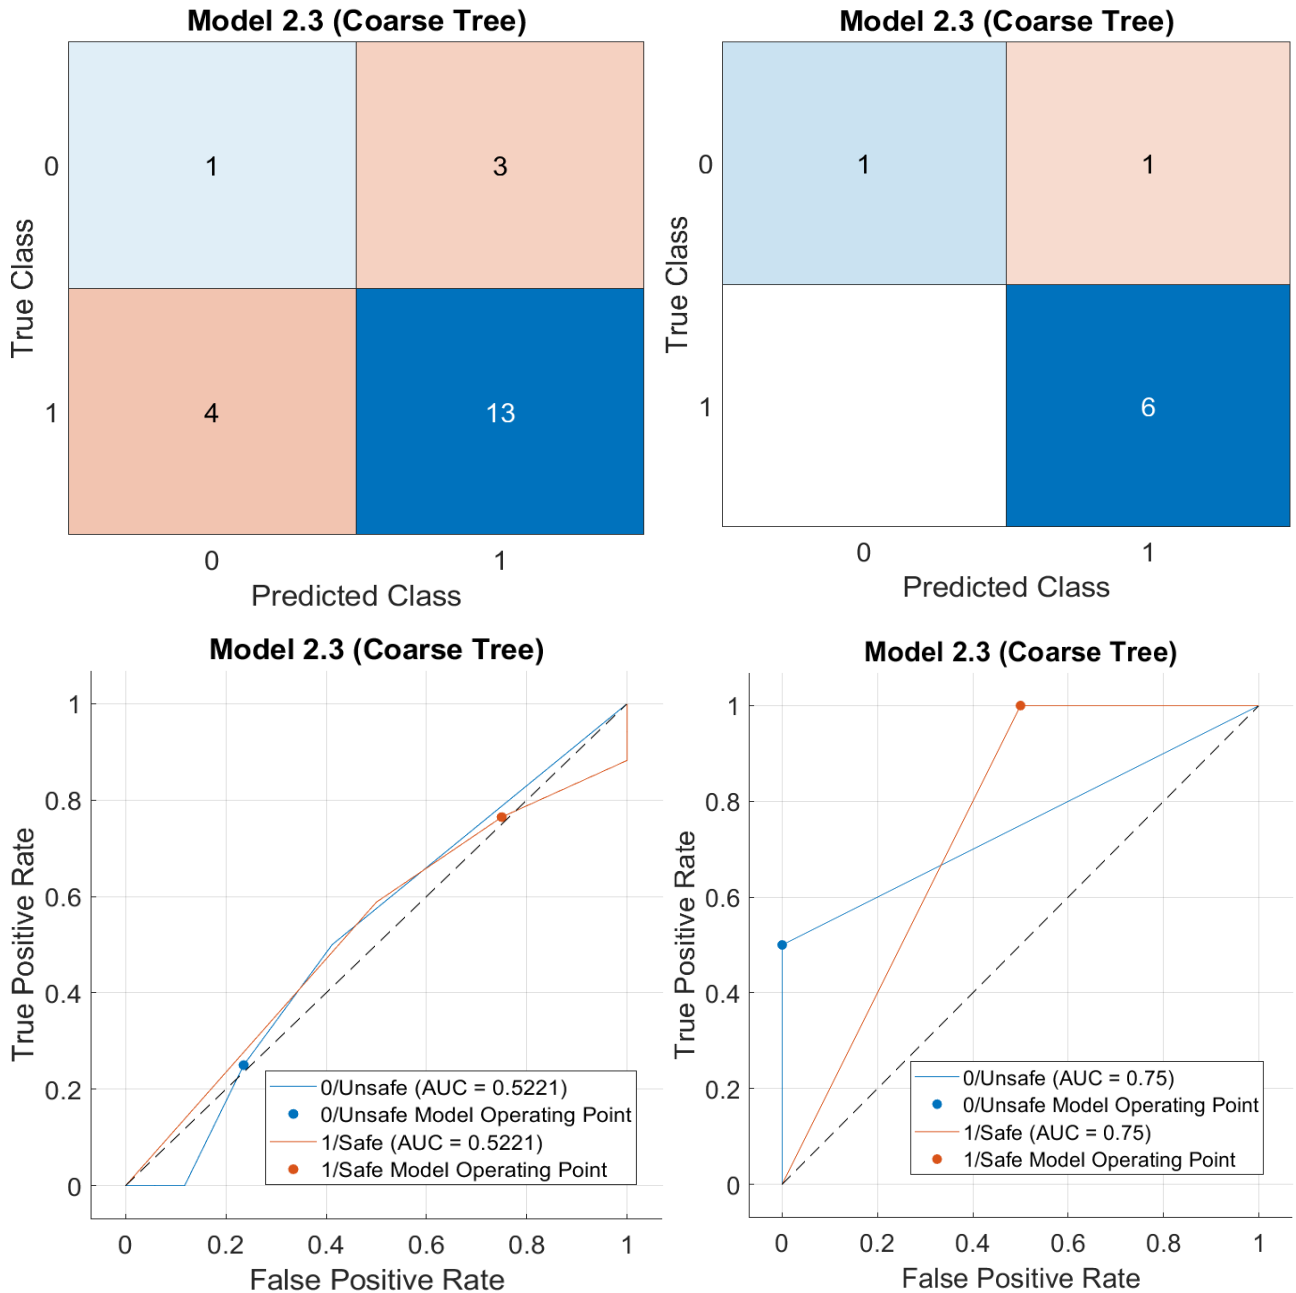 Model 2.3 (Coarse Tree)
True Class
0
1
1
3
4
13
0
1
Predicted Class
Model 2.3 (Coarse Tree)
True Class
0
1
1
1
6
0
1
Predicted Class
Model 2.3 (Coarse Tree)
True Positive Rate
1
0.8
0.6
0.4
0.2
0
0/Unsafe (AUC = 0.5221)
0/Unsafe Model Operating Point
1/Safe (AUC = 0.5221)
1/Safe Model Operating Point
0
0.2
0.4
0.6
0.8
1
False Positive Rate
Model 2.3 (Coarse Tree)
True Positive Rate
1
0.8
0.6
0.4
0.2
0
0/Unsafe (AUC = 0.75)
0/Unsafe Model Operating Point
1/Safe (AUC = 0.75)
1/Safe Model Operating Point
0
0.2
0.4
0.6
0.8
1
False Positive Rate